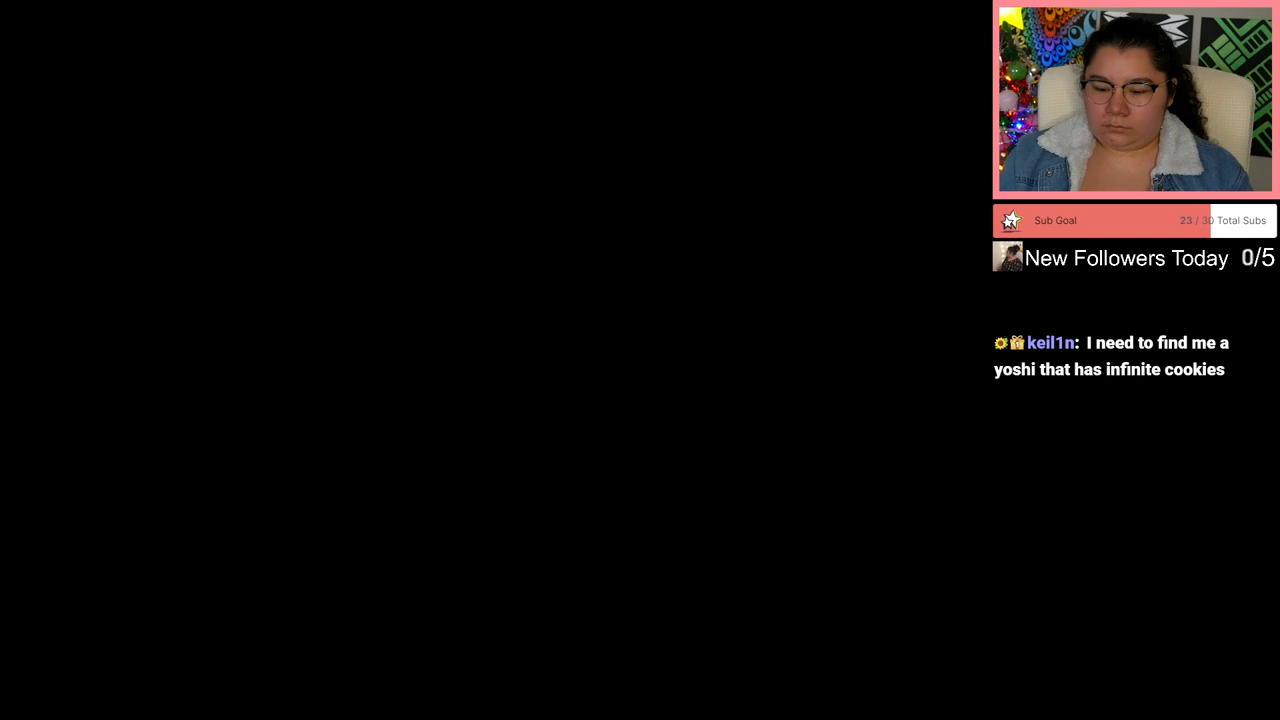 Sub Goal 23 / 30 Total Subs
New Followers Today 0/5
keil1n: I need to find me a
yoshi that has infinite cookies